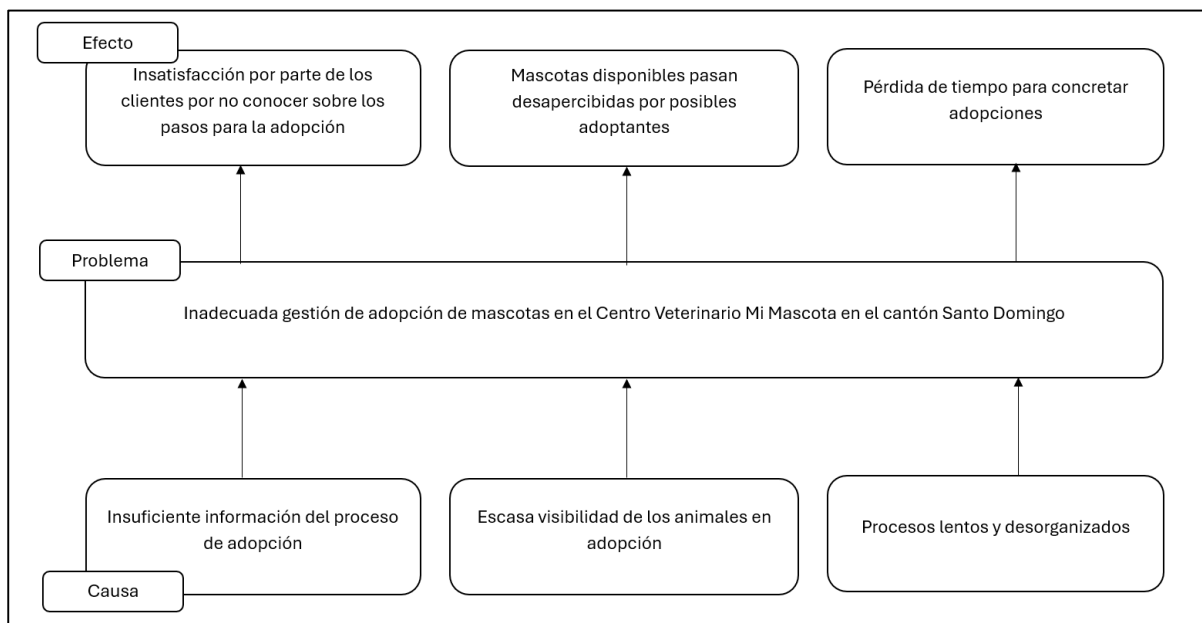 Efecto
Insatisfacción por parte de los
clientes por no conocer sobre los
pasos para la adopción
Mascotas disponibles pasan
desapercibidas por posibles
adoptantes
Pérdida de tiempo para concretar
adopciones
Problema
Inadecuada gestión de adopción de mascotas en el Centro Veterinario Mi Mascota en el cantón Santo Domingo
Insuficiente información del proceso
de adopción
Escasa visibilidad de los animales en
adopción
Procesos lentos y desorganizados
Causa